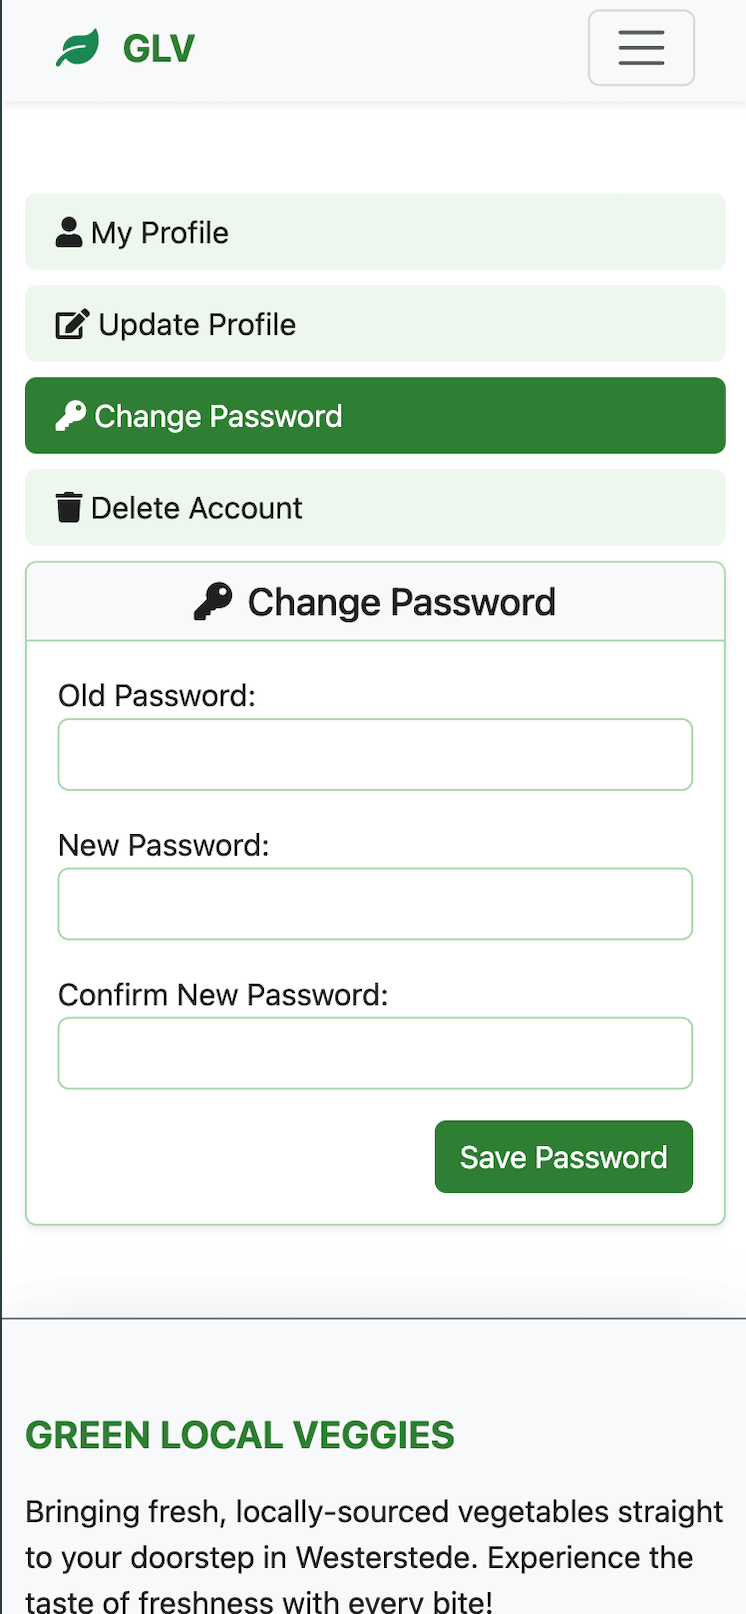 GLV
My Profile
Update Profile
Change Password
Delete Account
Change Password
Old Password:
New Password:
Confirm New Password:
Save Password
GREEN LOCAL VEGGIES
Bringing fresh, locally-sourced vegetables straight
to your doorstep in Westerstede. Experience the
taste of freshness with every bite!